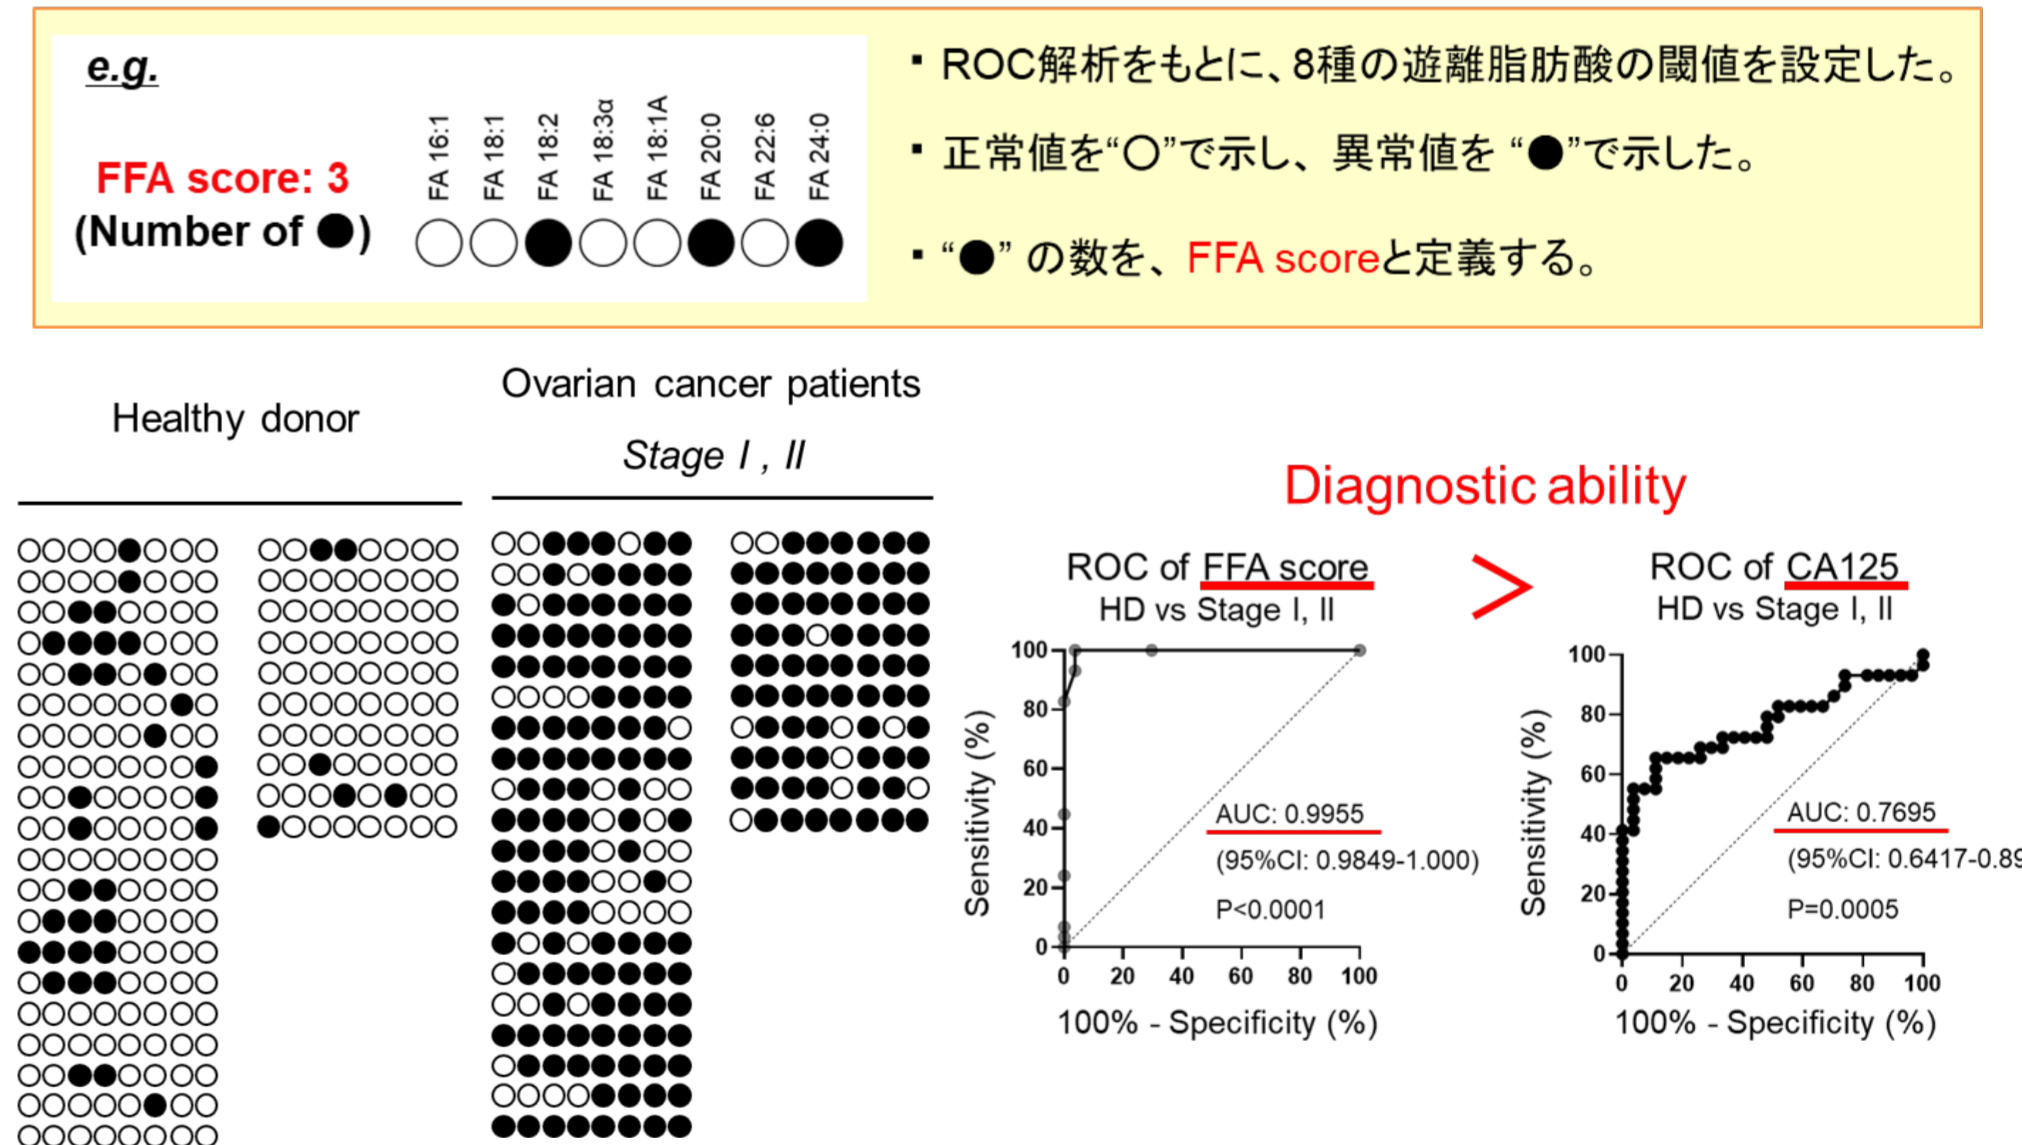 e.g.
FFA score: 3
(Number of ●)
FA 16:1
FA 18:1
FA 18:2
FA 18:3α
FA 18:1A
FA 20:0
FA 22:6
FA 24:0
・ROC解析をもとに、8種の遊離脂肪酸の閾値を設定した。
・正常値を“○”で示し、異常値を “●”で示した。
・“●” の数を、FFA scoreと定義する。
Healthy donor
Ovarian cancer patients
Stage I , II
Diagnostic ability
ROC of FFA score
HD vs Stage I, II
>
ROC of CA125
HD vs Stage I, II
Sensitivity (%)
100
80
60
40
20
0
AUC: 0.9955
(95%CI: 0.9849-1.000)
P<0.0001
0 20 40 60 80 100
100% - Specificity (%)
Sensitivity (%)
100
80
60
40
20
0
AUC: 0.7695
(95%CI: 0.6417-0.89
P=0.0005
0 20 40 60 80 100
100% - Specificity (%)